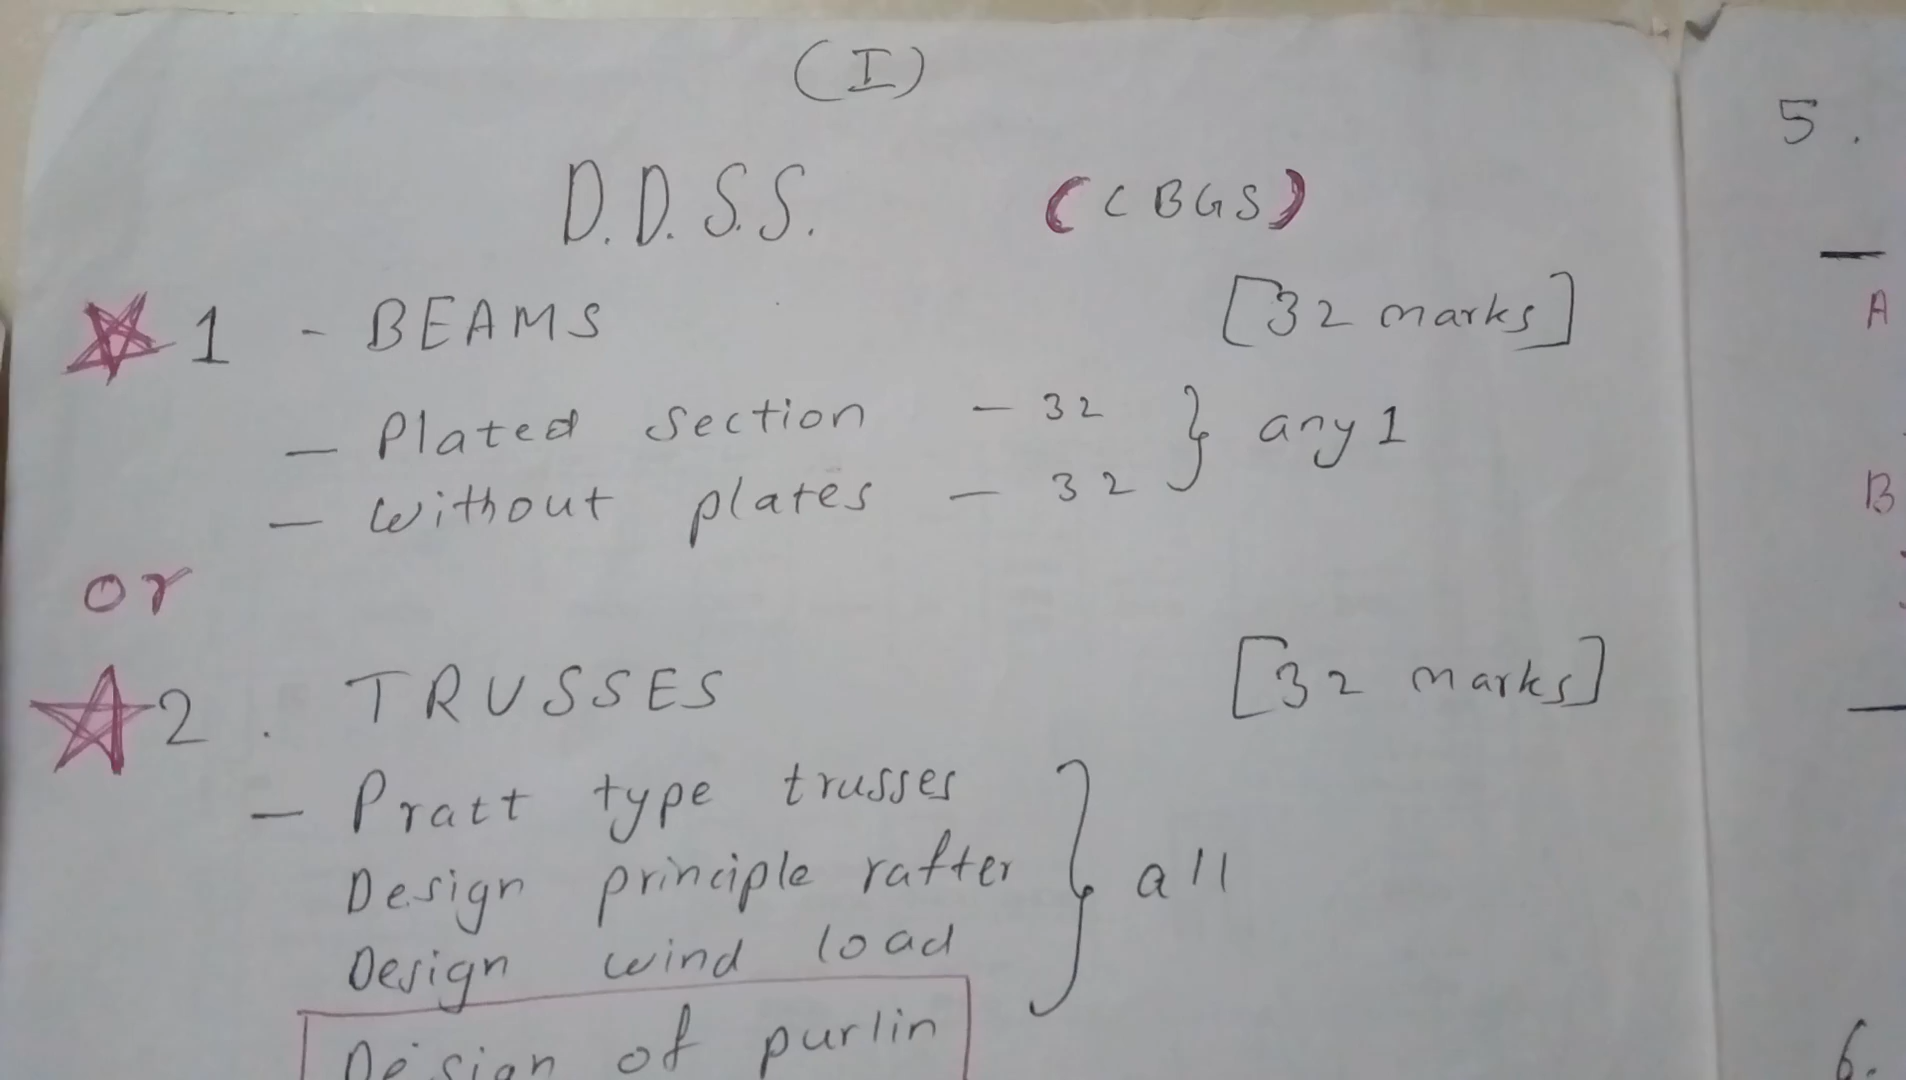 (I)
D.D.S.S. (CBGS)
1 - BEAMS [32 marks]
- Plated section - 32 } any 1
- without plates - 32
or
2. TRUSSES [32 marks]
- Pratt type trusses
Design principle rafter } all
Design wind load
Design of purlin
5.
A
B
6.